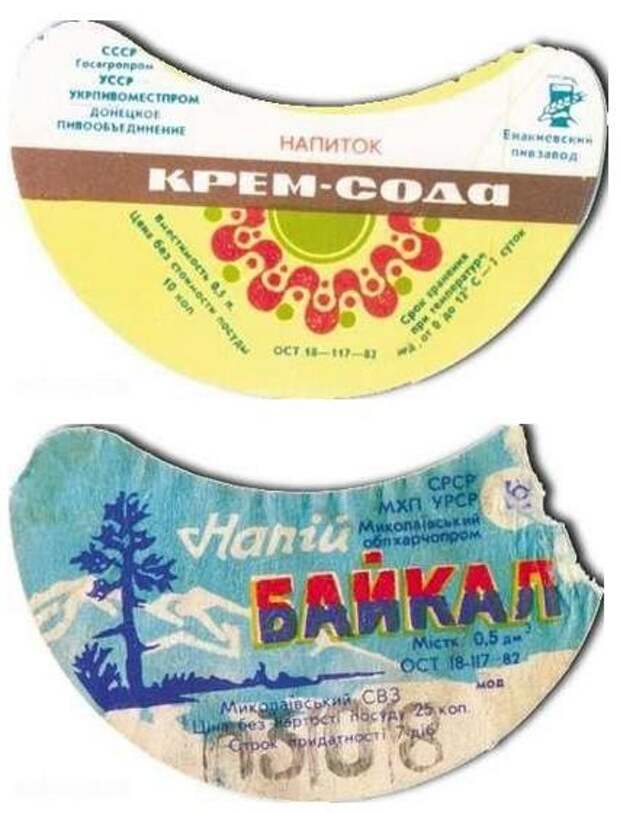 СССР
Госагропром
УССР
УКРПИВОМЕСТПРОМ
ДОНЕЦКОЕ
ПИВООБЪЕДИНЕНИЕ
Енакиевский
пивзавод
НАПИТОК
КРЕМ-СОДА
Вместимость 0,5 л.
Цена без стоимости посуды
10 коп
ОСТ 18—117—82
Срок хранения
при температуре
от 0 до 12° С — 3 суток
СРСР
МХП УРСР
Миколаївський
облхарчопром
Напій
БАЙКАЛ
Містк. 0,5 дм³
ОСТ 18-117-82
мод
Миколаївський СВЗ
Ціна без вартості посуду 25 коп.
Строк придатності 7 діб